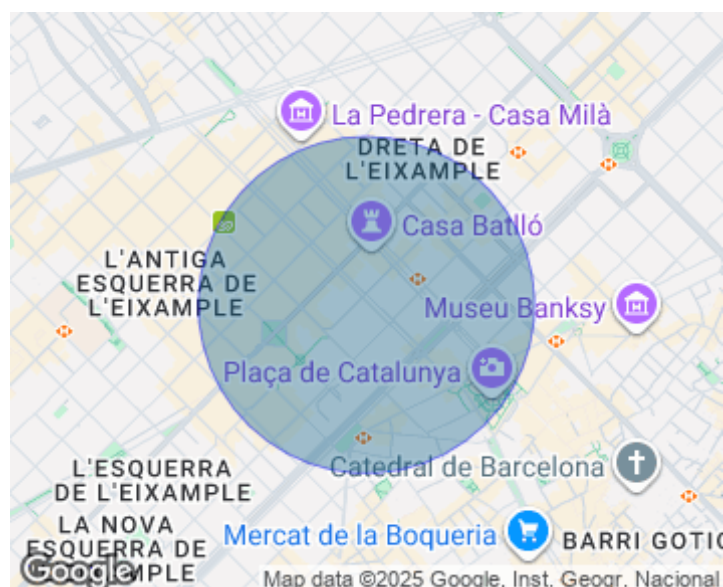 La Pedrera - Casa Milà
DRETA DE
L'EIXAMPLE
Casa Batlló
L'ANTIGA
ESQUERRA DE
L'EIXAMPLE
Museu Banksy
Plaça de Catalunya
L'ESQUERRA
DE L'EIXAMPLE
Catedral de Barcelona
LA NOVA
ESQUERRA DE
L'EIXAMPLE
Mercat de la Boqueria
BARRI GOTIC
Google
Map data ©2025 Google, Inst. Geogr. Nacional